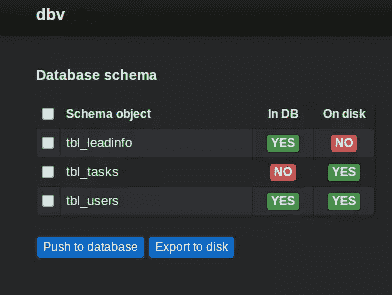 dbv
Database schema
Schema object In DB On disk
tbl_leadinfo YES NO
tbl_tasks NO YES
tbl_users YES YES
Push to database Export to disk